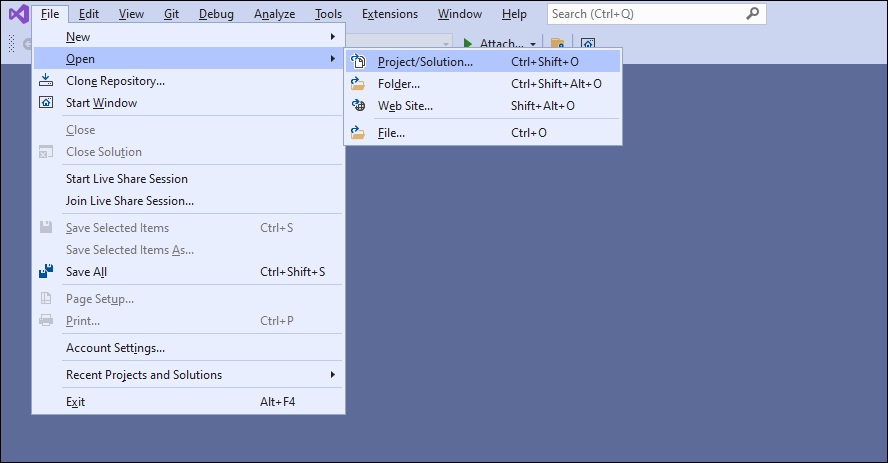 File Edit View Git Debug Analyze Tools Extensions Window Help Search (Ctrl+Q)
Attach...
New
Open
Project/Solution... Ctrl+Shift+O
Folder... Ctrl+Shift+Alt+O
Web Site... Shift+Alt+O
File... Ctrl+O
Clone Repository...
Start Window
Close
Close Solution
Start Live Share Session
Join Live Share Session...
Save Selected Items Ctrl+S
Save Selected Items As...
Save All Ctrl+Shift+S
Page Setup...
Print... Ctrl+P
Account Settings...
Recent Projects and Solutions
Exit Alt+F4